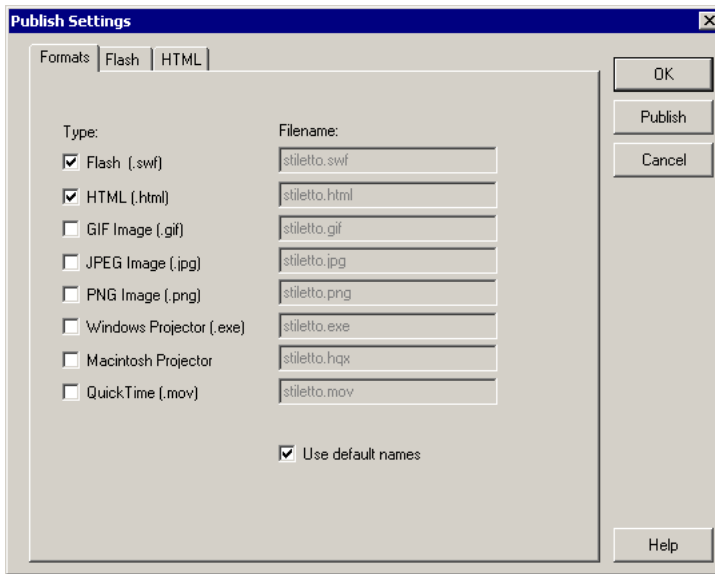 Publish Settings
Formats Flash HTML
OK
Publish
Cancel
Type: Filename:
Flash (.swf) stiletto.swf
HTML (.html) stiletto.html
GIF Image (.gif) stiletto.gif
JPEG Image (.jpg) stiletto.jpg
PNG Image (.png) stiletto.png
Windows Projector (.exe) stiletto.exe
Macintosh Projector stiletto.hqx
QuickTime (.mov) stiletto.mov
Use default names
Help